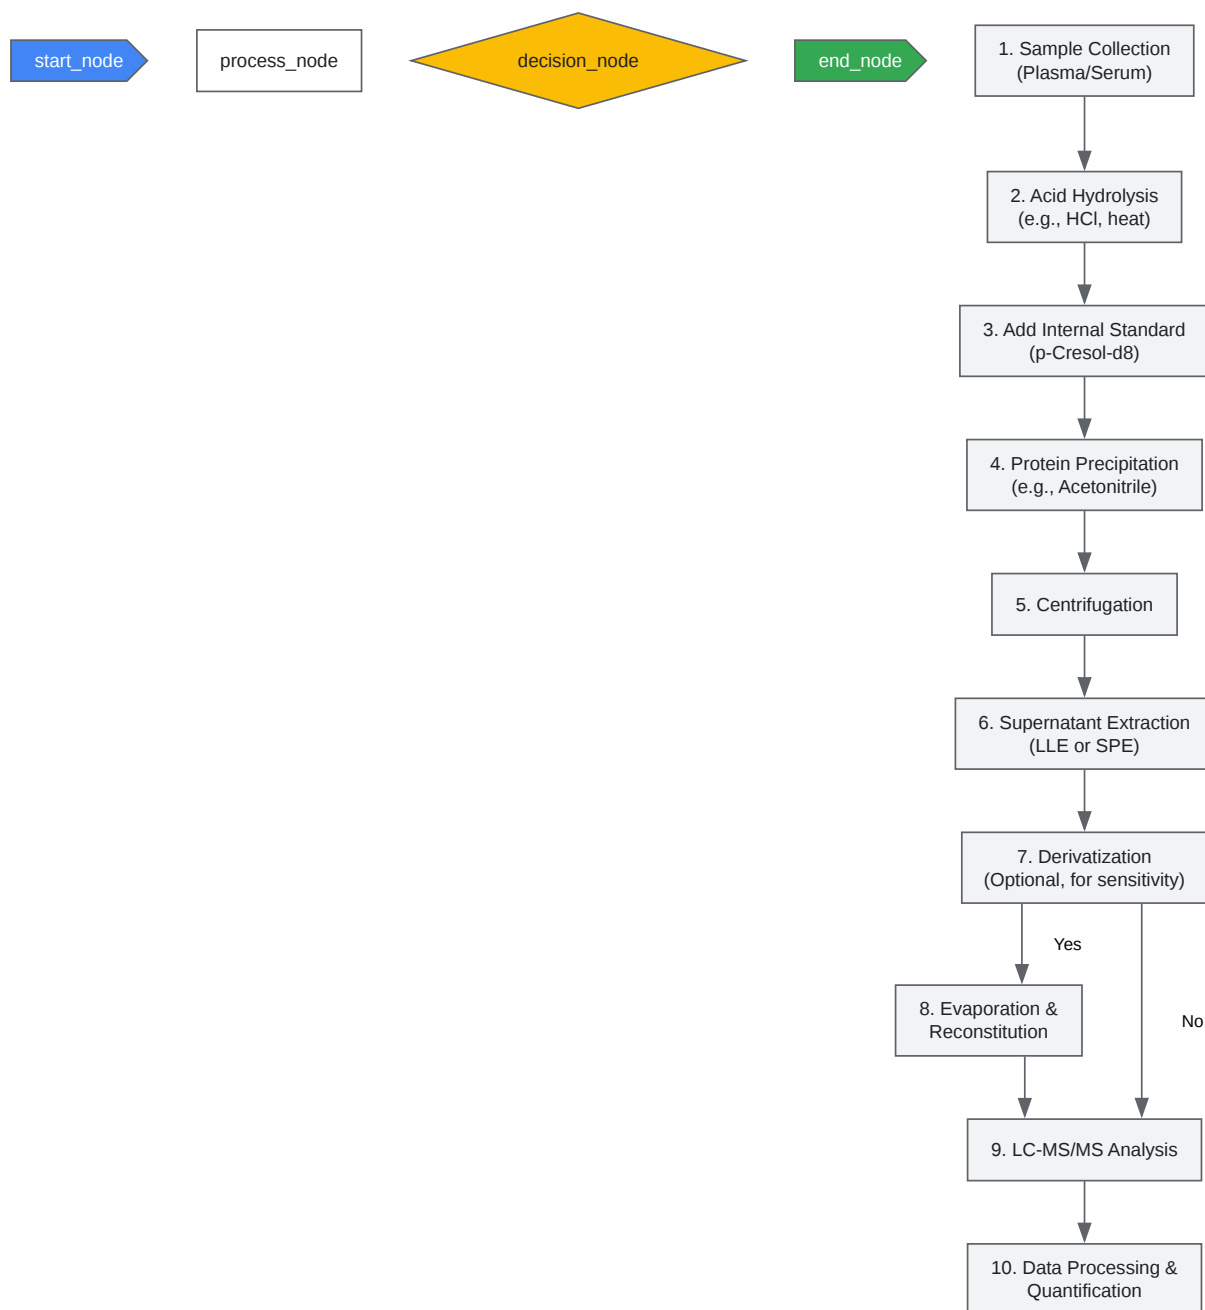 start_node
process_node
decision_node
end_node
1. Sample Collection
(Plasma/Serum)
2. Acid Hydrolysis
(e.g., HCl, heat)
3. Add Internal Standard
(p-Cresol-d8)
4. Protein Precipitation
(e.g., Acetonitrile)
5. Centrifugation
6. Supernatant Extraction
(LLE or SPE)
7. Derivatization
(Optional, for sensitivity)
Yes
8. Evaporation &
Reconstitution
No
9. LC-MS/MS Analysis
10. Data Processing &
Quantification